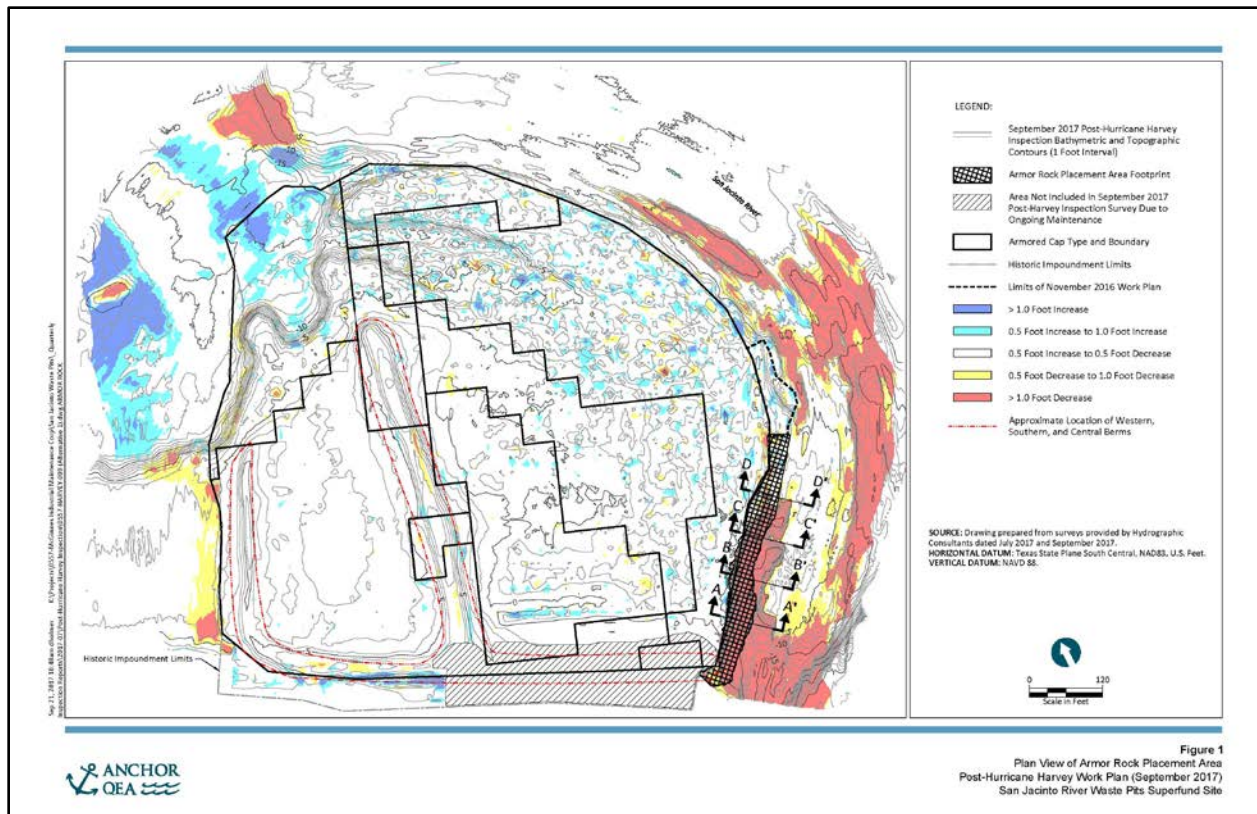 San Jacinto River
-10
-15
-10
D
C
B
A
D'
C'
B'
A'
-10
Historic Impoundment Limits
LEGEND:
September 2017 Post-Hurricane Harvey
Inspection Bathymetric and Topographic
Contours (1 Foot Interval)
Armor Rock Placement Area Footprint
Area Not Included in September 2017
Post-Harvey Inspection Survey Due to
Ongoing Maintenance
Armored Cap Type and Boundary
Historic Impoundment Limits
Limits of November 2016 Work Plan
> 1.0 Foot Increase
0.5 Foot Increase to 1.0 Foot Increase
0.5 Foot Increase to 0.5 Foot Decrease
0.5 Foot Decrease to 1.0 Foot Decrease
> 1.0 Foot Decrease
Approximate Location of Western,
Southern, and Central Berms
SOURCE: Drawing prepared from surveys provided by Hydrographic
Consultants dated July 2017 and September 2017.
HORIZONTAL DATUM: Texas State Plane South Central, NAD83, U.S. Feet.
VERTICAL DATUM: NAVD 88.
0 120
Scale in Feet
ANCHOR
QEA
Figure 1
Plan View of Armor Rock Placement Area
Post-Hurricane Harvey Work Plan (September 2017)
San Jacinto River Waste Pits Superfund Site